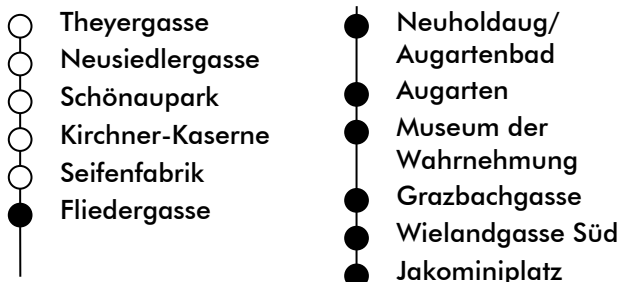 Theyergasse
Neusiedlergasse
Schönaupark
Kirchner-Kaserne
Seifenfabrik
Fliedergasse
Neuholdaug/
Augartenbad
Augarten
Museum der
Wahrnehmung
Grazbachgasse
Wielandgasse Süd
Jakominiplatz